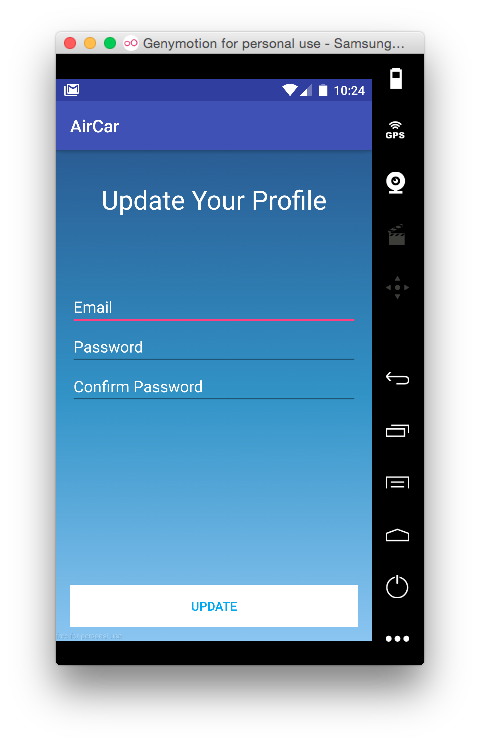 Genymotion for personal use - Samsung...
10:24
AirCar
GPS
Update Your Profile
Email
Password
Confirm Password
UPDATE